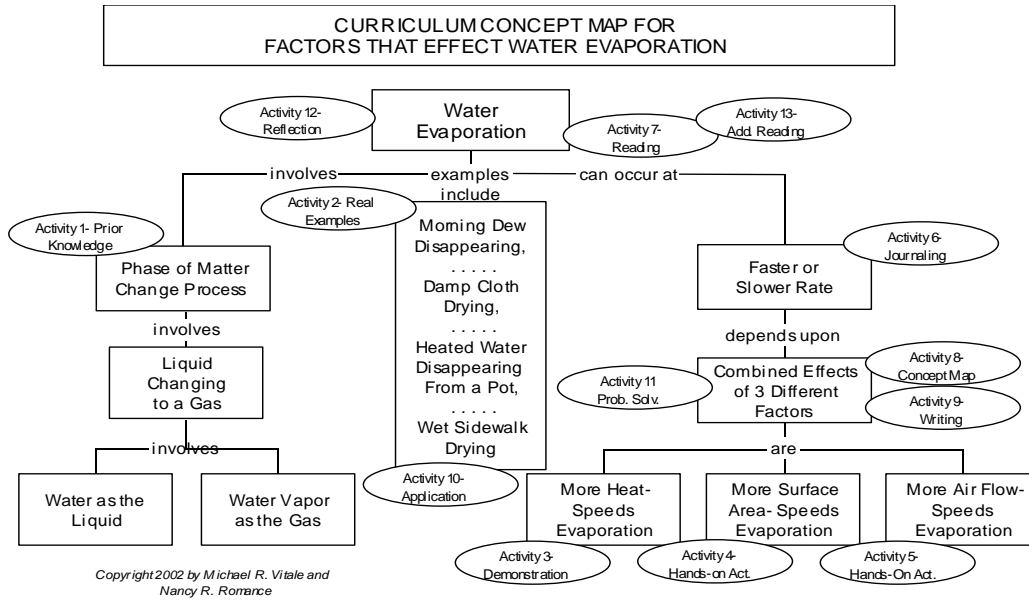 CURRICULUM CONCEPT MAP FOR
FACTORS THAT EFFECT WATER EVAPORATION
Activity 12-
Reflection
Water
Evaporation
Activity 7-
Reading
Activity 13-
Add. Reading
involves
examples
include
can occur at
Activity 1- Prior
Knowledge
Phase of Matter
Change Process
Activity 2- Real
Examples
Morning Dew
Disappearing,
. . . . .
Damp Cloth
Drying,
. . . . .
Heated Water
Disappearing
From a Pot,
. . . . .
Wet Sidewalk
Drying
Activity 10-
Application
Activity 6-
Journaling
Faster or
Slower Rate
involves
depends upon
Liquid
Changing
to a Gas
Activity 11
Prob. Solv.
Combined Effects
of 3 Different
Factors
Activity 8-
Concept Map
Activity 9-
Writing
involves
are
Water as the
Liquid
Water Vapor
as the Gas
More Heat-
Speeds
Evaporation
More Surface
Area- Speeds
Evaporation
More Air Flow-
Speeds
Evaporation
Activity 3-
Demonstration
Activity 4-
Hands-on Act.
Activity 5-
Hands-On Act.
Copyright 2002 by Michael R. Vitale and
Nancy R. Romance